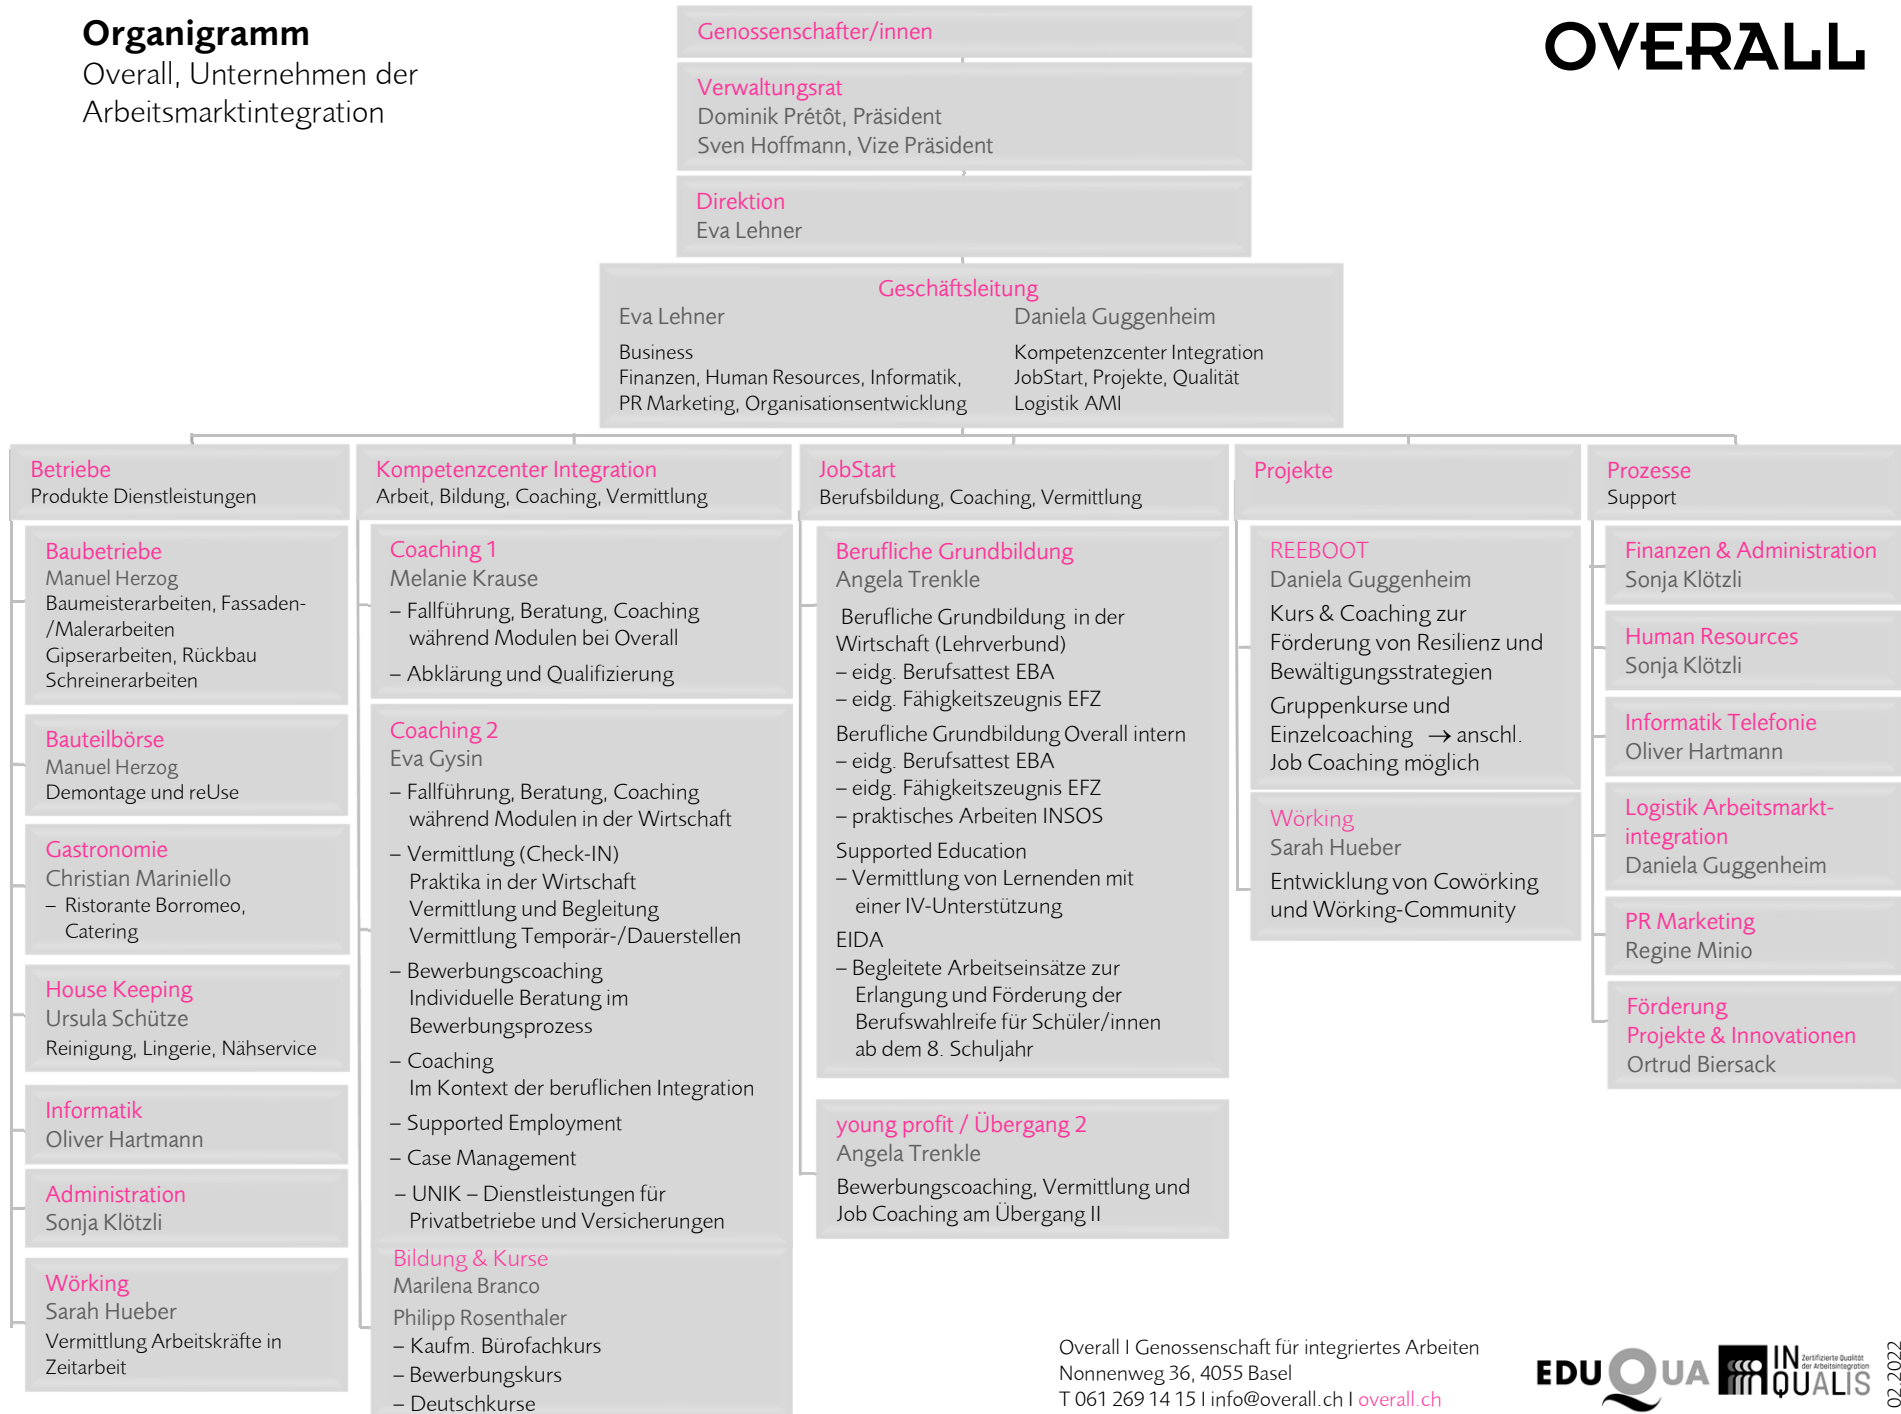 Organigramm
Overall, Unternehmen der
Arbeitsmarktintegration
OVERALL
Genossenschafter/innen
Verwaltungsrat
Dominik Prétôt, Präsident
Sven Hoffmann, Vize Präsident
Direktion
Eva Lehner
Geschäftsleitung
Eva Lehner
Business
Finanzen, Human Resources, Informatik,
PR Marketing, Organisationsentwicklung
Daniela Guggenheim
Kompetenzcenter Integration
JobStart, Projekte, Qualität
Logistik AMI
Betriebe
Produkte Dienstleistungen
Baubetriebe
Manuel Herzog
Baumeisterarbeiten, Fassaden-
/Malerarbeiten
Gipserarbeiten, Rückbau
Schreinerarbeiten
Bauteilbörse
Manuel Herzog
Demontage und reUse
Gastronomie
Christian Mariniello
– Ristorante Borromeo,
Catering
House Keeping
Ursula Schütze
Reinigung, Lingerie, Nähservice
Informatik
Oliver Hartmann
Administration
Sonja Klötzli
Wörking
Sarah Hueber
Vermittlung Arbeitskräfte in
Zeitarbeit
Kompetenzcenter Integration
Arbeit, Bildung, Coaching, Vermittlung
Coaching 1
Melanie Krause
– Fallführung, Beratung, Coaching
während Modulen bei Overall
– Abklärung und Qualifizierung
Coaching 2
Eva Gysin
– Fallführung, Beratung, Coaching
während Modulen in der Wirtschaft
– Vermittlung (Check-IN)
Praktika in der Wirtschaft
Vermittlung und Begleitung
Vermittlung Temporär-/Dauerstellen
– Bewerbungscoaching
Individuelle Beratung im
Bewerbungsprozess
– Coaching
Im Kontext der beruflichen Integration
– Supported Employment
– Case Management
– UNIK – Dienstleistungen für
Privatbetriebe und Versicherungen
Bildung & Kurse
Marilena Branco
Philipp Rosenthaler
– Kaufm. Bürofachkurs
– Bewerbungskurs
– Deutschkurse
JobStart
Berufsbildung, Coaching, Vermittlung
Berufliche Grundbildung
Angela Trenkle
Berufliche Grundbildung in der
Wirtschaft (Lehrverbund)
– eidg. Berufsattest EBA
– eidg. Fähigkeitszeugnis EFZ
Berufliche Grundbildung Overall intern
– eidg. Berufsattest EBA
– eidg. Fähigkeitszeugnis EFZ
– praktisches Arbeiten INSOS
Supported Education
– Vermittlung von Lernenden mit
einer IV-Unterstützung
EIDA
– Begleitete Arbeitseinsätze zur
Erlangung und Förderung der
Berufswahlreife für Schüler/innen
ab dem 8. Schuljahr
young profit / Übergang 2
Angela Trenkle
Bewerbungscoaching, Vermittlung und
Job Coaching am Übergang II
Projekte
REEBOOT
Daniela Guggenheim
Kurs & Coaching zur
Förderung von Resilienz und
Bewältigungsstrategien
Gruppenkurse und
Einzelcoaching → anschl.
Job Coaching möglich
Wörking
Sarah Hueber
Entwicklung von Cowörking
und Wörking-Community
Prozesse
Support
Finanzen & Administration
Sonja Klötzli
Human Resources
Sonja Klötzli
Informatik Telefonie
Oliver Hartmann
Logistik Arbeitsmarkt-
integration
Daniela Guggenheim
PR Marketing
Regine Minio
Förderung
Projekte & Innovationen
Ortrud Biersack
Overall I Genossenschaft für integriertes Arbeiten
Nonnenweg 36, 4055 Basel
T 061 269 14 15 I info@overall.ch I overall.ch
EDUQUA
IN QUALIS
Zertifizierte Qualität
der Arbeitsintegration
02.2022